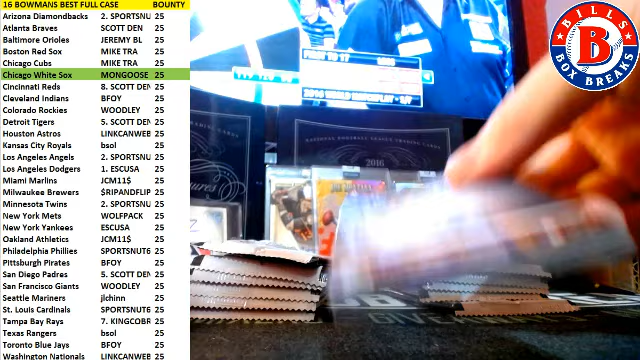 16 BOWMANS BEST FULL CASE BOUNTY
Arizona Diamondbacks 2. SPORTSNU 25
Atlanta Braves SCOTT DEN 25
Baltimore Orioles JEREMY BL 25
Boston Red Sox MIKE TRA 25
Chicago Cubs MIKE TRA 25
Chicago White Sox MONGOOSE 25
Cincinnati Reds 8. SCOTT DEN 25
Cleveland Indians BFOY 25
Colorado Rockies WOODLEY 25
Detroit Tigers 5. SCOTT DEN 25
Houston Astros LINKCANWEB 25
Kansas City Royals bsol 25
Los Angeles Angels 2. SPORTSNU 25
Los Angeles Dodgers 1. ESCUSA 25
Miami Marlins JCM11$ 25
Milwaukee Brewers $RIPANDFLIP 25
Minnesota Twins 2. SPORTSNU 25
New York Mets WOLFPACK 25
New York Yankees ESCUSA 25
Oakland Athletics JCM11$ 25
Philadelphia Phillies SPORTSNUT6 25
Pittsburgh Pirates BFOY 25
San Diego Padres 5. SCOTT DEN 25
San Francisco Giants WOODLEY 25
Seattle Mariners jlchinn 25
St. Louis Cardinals SPORTSNUT6 25
Tampa Bay Rays 7. KINGCOBR 25
Texas Rangers bsol 25
Toronto Blue Jays BFOY 25
Washington Nationals LINKCANWEB 25
BILLS
B
BOX BREAKS
NATIONAL FOOTBALL LEAGUE TRADING CARDS
2016